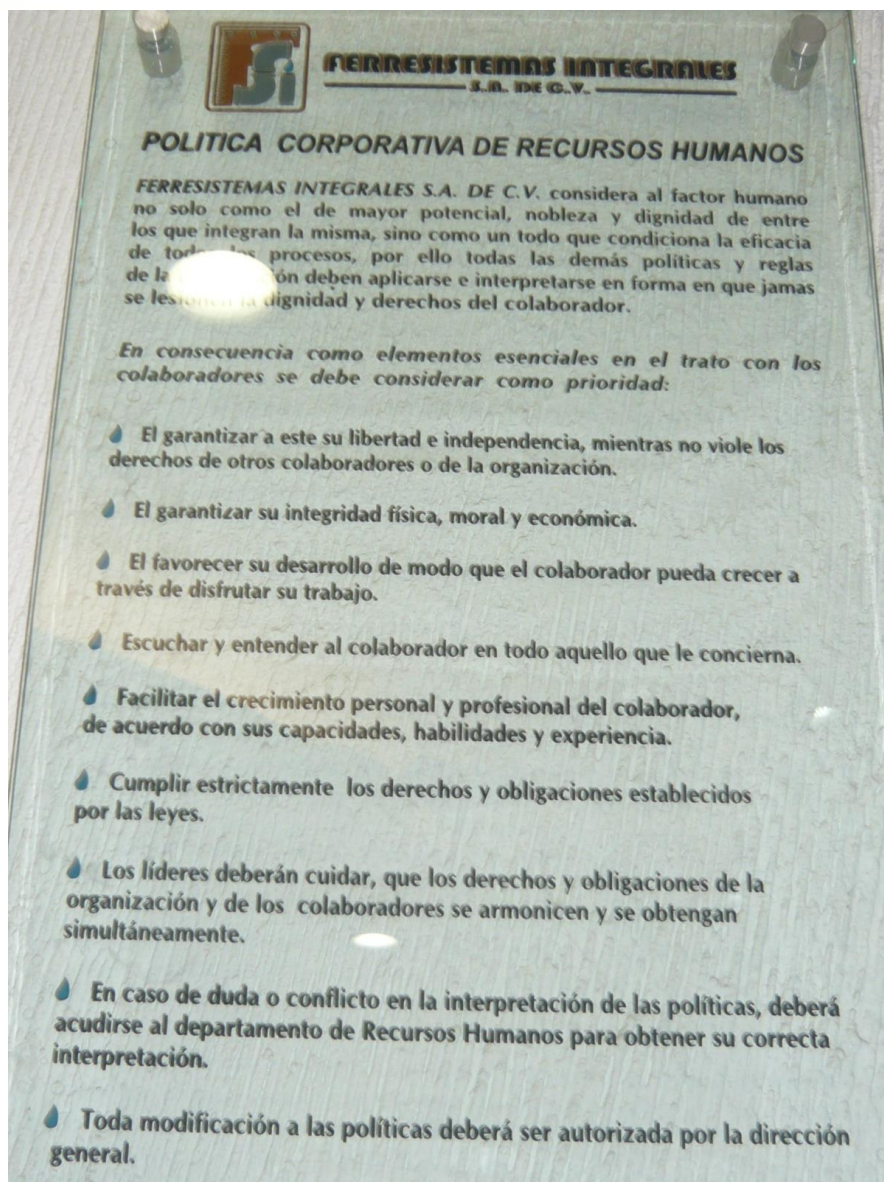 FSi
FERRESISTEMAS INTEGRALES
S.A. DE C.V.
POLITICA CORPORATIVA DE RECURSOS HUMANOS
FERRESISTEMAS INTEGRALES S.A. DE C.V. considera al factor humano
no solo como el de mayor potencial, nobleza y dignidad de entre
los que integran la misma, sino como un todo que condiciona la eficacia
de procesos, por ello todas las demás políticas y reglas
de la deben aplicarse e interpretarse en forma en que jamas
se la dignidad y derechos del colaborador.
En consecuencia como elementos esenciales en el trato con los
colaboradores se debe considerar como prioridad:
El garantizar a este su libertad e independencia, mientras no viole los
derechos de otros colaboradores o de la organización.
El garantizar su integridad física, moral y económica.
El favorecer su desarrollo de modo que el colaborador pueda crecer a
través de disfrutar su trabajo.
Escuchar y entender al colaborador en todo aquello que le concierna.
Facilitar el crecimiento personal y profesional del colaborador,
de acuerdo con sus capacidades, habilidades y experiencia.
Cumplir estrictamente los derechos y obligaciones establecidos
por las leyes.
Los líderes deberán cuidar, que los derechos y obligaciones de la
organización y de los colaboradores se armonicen y se obtengan
simultáneamente.
En caso de duda o conflicto en la interpretación de las políticas, deberá
acudirse al departamento de Recursos Humanos para obtener su correcta
interpretación.
Toda modificación a las políticas deberá ser autorizada por la dirección
general.